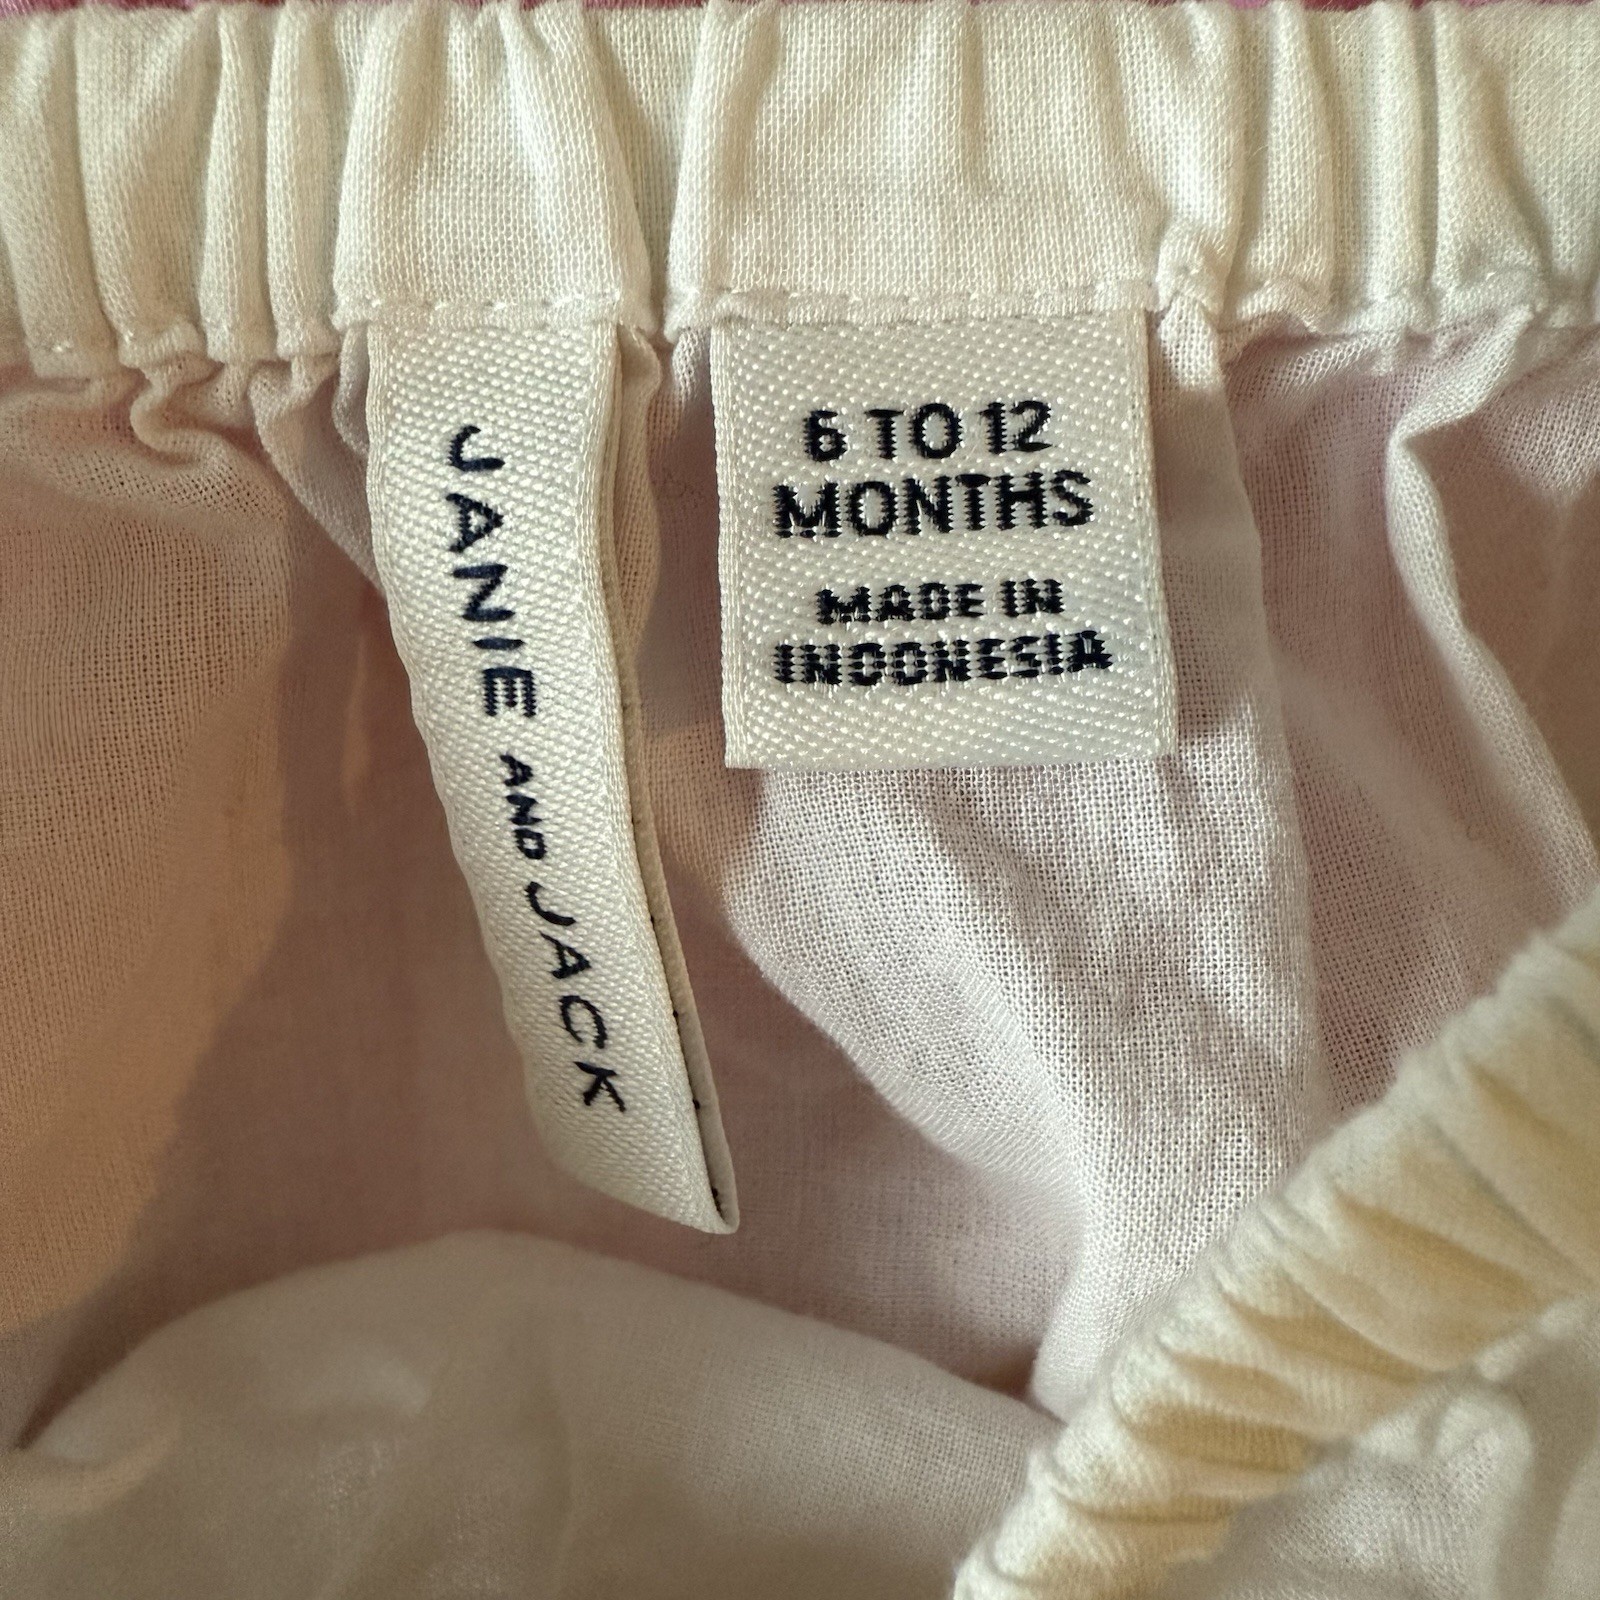 JANIE AND JACK
6 TO 12
MONTHS
MADE IN
INDONESIA